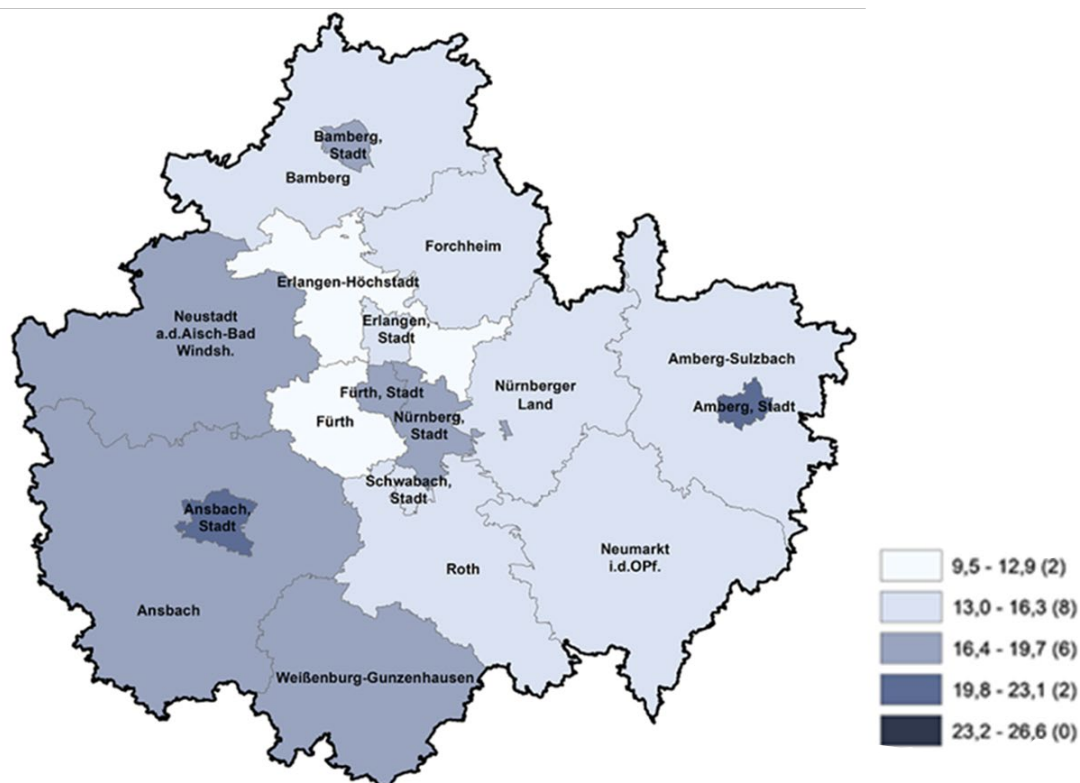 Bamberg,
Stadt
Bamberg
Forchheim
Erlangen-Höchstadt
Neustadt
a.d.Aisch-Bad
Windsh.
Erlangen,
Stadt
Amberg-Sulzbach
Nürnberger
Land
Fürth, Stadt
Amberg, Stadt
Fürth
Nürnberg,
Stadt
Schwabach,
Stadt
Ansbach,
Stadt
Neumarkt
i.d.OPf.
Roth
Ansbach
Weißenburg-Gunzenhausen
9,5 - 12,9 (2)
13,0 - 16,3 (8)
16,4 - 19,7 (6)
19,8 - 23,1 (2)
23,2 - 26,6 (0)